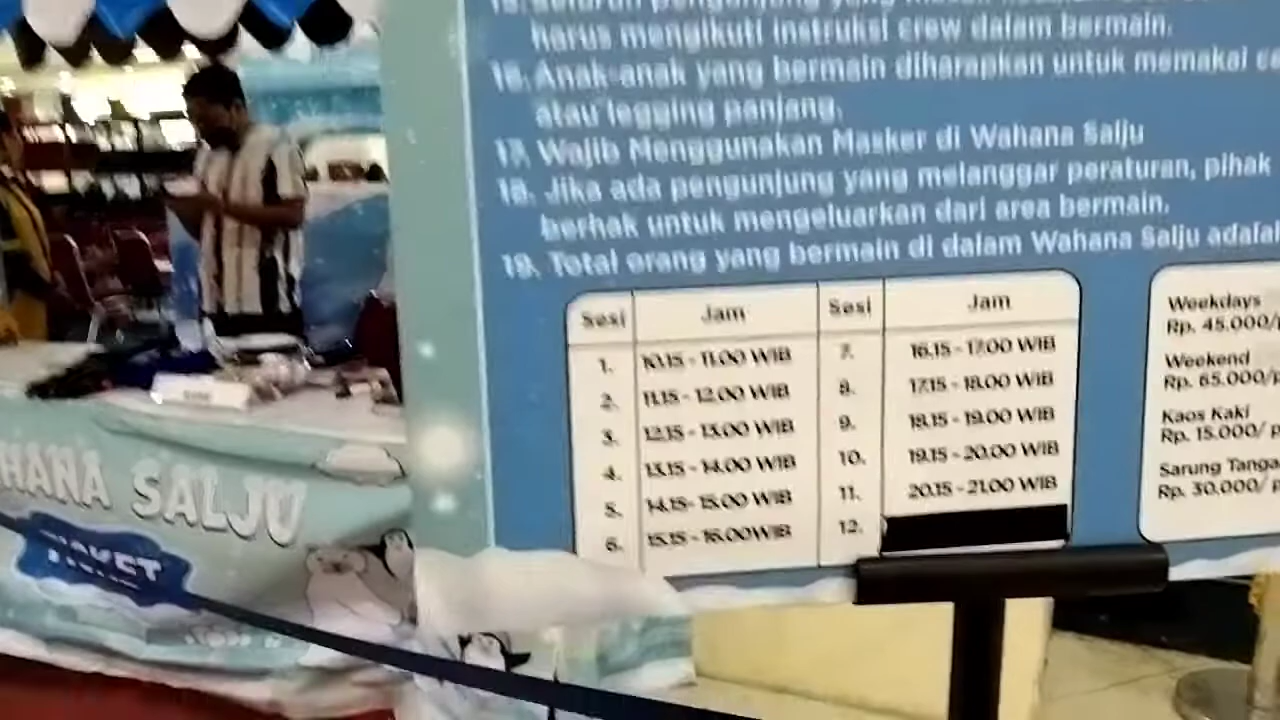 harus mengikuti instruksi crew dalam bermain.
16. Anak-anak yang bermain diharapkan untuk memakai
atau legging panjang.
17. Wajib Menggunakan Masker di Wahana Salju
18. Jika ada pengunjung yang melanggar peraturan, pihak
berhak untuk mengeluarkan dari area bermain.
19. Total orang yang bermain di dalam Wahana Salju
Sesi Jam Sesi Jam
1. 10.15 - 11.00 WIB 7. 16.15 - 17.00 WIB
2. 11.15 - 12.00 WIB 8. 17.15 - 18.00 WIB
3. 12.15 - 13.00 WIB 9. 18.15 - 19.00 WIB
4. 13.15 - 14.00 WIB 10. 19.15 - 20.00 WIB
5. 14.15 - 15.00 WIB 11. 20.15 - 21.00 WIB
6. 15.15 - 16.00 WIB 12.
Weekdays
Rp. 45.000/
Weekend
Rp. 65.000/
Kaos Kaki
Rp. 15.000/
Sarung
Rp. 30.000/
HANA SALJU